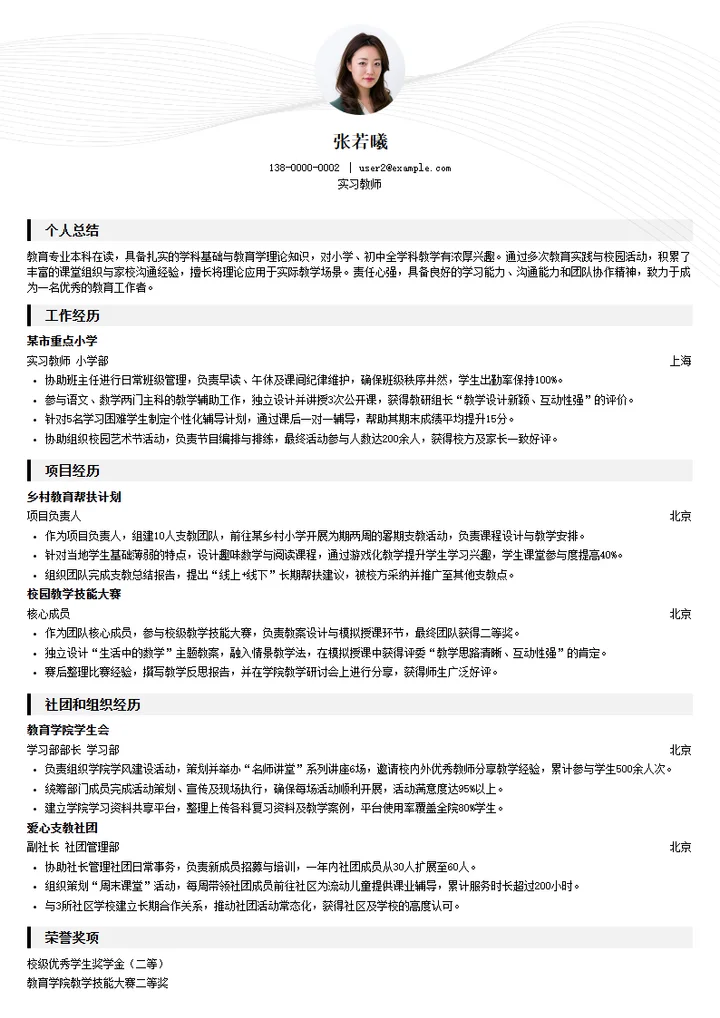 张若曦
138-0000-0002 | user2@example.com
实习教师
个人总结
教育专业本科在读，具备扎实的学科基础与教育学理论知识，对小学、初中全学科教学有浓厚兴趣。通过多次教育实践与校园活动，积累了
丰富的课堂组织与家校沟通经验，擅长将理论应用于实际教学场景。责任心强，具备良好的学习能力、沟通能力和团队协作精神，致力于成
为一名优秀的教育工作者。
工作经历
某市重点小学
实习教师 小学部 上海
• 协助班主任进行日常班级管理，负责早读、午休及课间纪律维护，确保班级秩序井然，学生出勤率保持100%。
• 参与语文、数学两门主科的教学辅助工作，独立设计并讲授3次公开课，获得教研组长“教学设计新颖、互动性强”的评价。
• 针对5名学习困难学生制定个性化辅导计划，通过课后一对一辅导，帮助其期末成绩平均提升15分。
• 协助组织校园艺术节活动，负责节目编排与排练，最终活动参与人数达200余人，获得校方及家长一致好评。
项目经历
乡村教育帮扶计划
项目负责人 北京
• 作为项目负责人，组建10人支教团队，前往某乡村小学开展为期两周的暑期支教活动，负责课程设计与教学安排。
• 针对当地学生基础薄弱的特点，设计趣味数学与阅读课程，通过游戏化教学提升学生学习兴趣，学生课堂参与度提高40%。
• 组织团队完成支教总结报告，提出“线上+线下”长期帮扶建议，被校方采纳并推广至其他支教点。
校园教学技能大赛
核心成员 北京
• 作为团队核心成员，参与校级教学技能大赛，负责教案设计与模拟授课环节，最终团队获得二等奖。
• 独立设计“生活中的数学”主题教案，融入情景教学法，在模拟授课中获得评委“教学思路清晰、互动性强”的肯定。
• 赛后整理比赛经验，撰写教学反思报告，并在学院教学研讨会上进行分享，获得师生广泛好评。
社团和组织经历
教育学院学生会
学习部部长 学习部 北京
• 负责组织学院学风建设活动，策划并举办“名师讲堂”系列讲座6场，邀请校内外优秀教师分享教学经验，累计参与学生500余人次。
• 统筹部门成员完成活动策划、宣传及现场执行，确保每场活动顺利开展，活动满意度达95%以上。
• 建立学院学习资料共享平台，整理上传各科复习资料及教学案例，平台使用率覆盖全院80%学生。
爱心支教社团
副社长 社团管理部 北京
• 协助社长管理社团日常事务，负责新成员招募与培训，一年内社团成员从30人扩展至60人。
• 组织策划“周末课堂”活动，每周带领社团成员前往社区为流动儿童提供课业辅导，累计服务时长超过200小时。
• 与3所社区学校建立长期合作关系，推动社团活动常态化，获得社区及学校的高度认可。
荣誉奖项
校级优秀学生奖学金（二等）
教育学院教学技能大赛二等奖